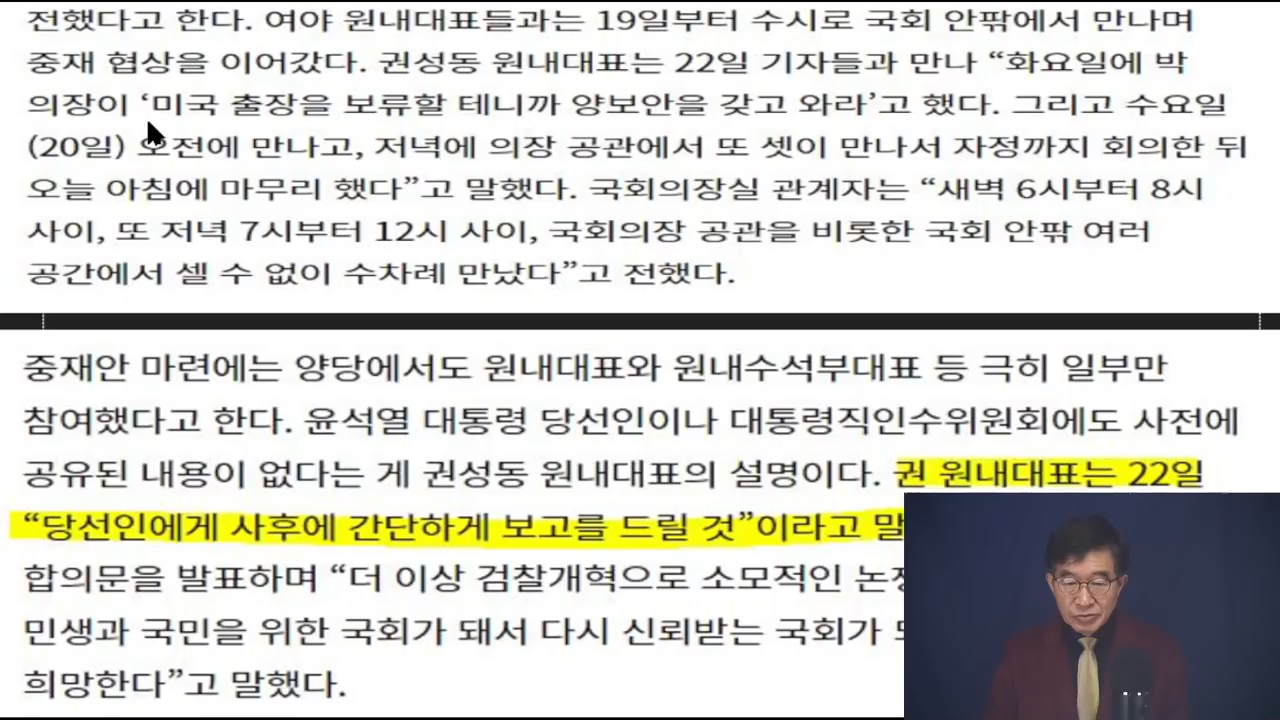 전했다고 한다. 여야 원내대표들과는 19일부터 수시로 국회 안팎에서 만나며
중재 협상을 이어갔다. 권성동 원내대표는 22일 기자들과 만나 “화요일에 박
의장이 ‘미국 출장을 보류할 테니까 양보안을 갖고 와라’고 했다. 그리고 수요일
(20일) 오전에 만나고, 저녁에 의장 공관에서 또 셋이 만나서 자정까지 회의한 뒤
오늘 아침에 마무리 했다”고 말했다. 국회의장실 관계자는 “새벽 6시부터 8시
사이, 또 저녁 7시부터 12시 사이, 국회의장 공관을 비롯한 국회 안팎 여러
공간에서 셀 수 없이 수차례 만났다”고 전했다.
중재안 마련에는 양당에서도 원내대표와 원내수석부대표 등 극히 일부만
참여했다고 한다. 윤석열 대통령 당선인이나 대통령직인수위원회에도 사전에
공유된 내용이 없다는 게 권성동 원내대표의 설명이다. 권 원내대표는 22일
“당선인에게 사후에 간단하게 보고를 드릴 것”이라고 말
합의문을 발표하며 “더 이상 검찰개혁으로 소모적인
민생과 국민을 위한 국회가 돼서 다시 신뢰받는 국회가
희망한다”고 말했다.